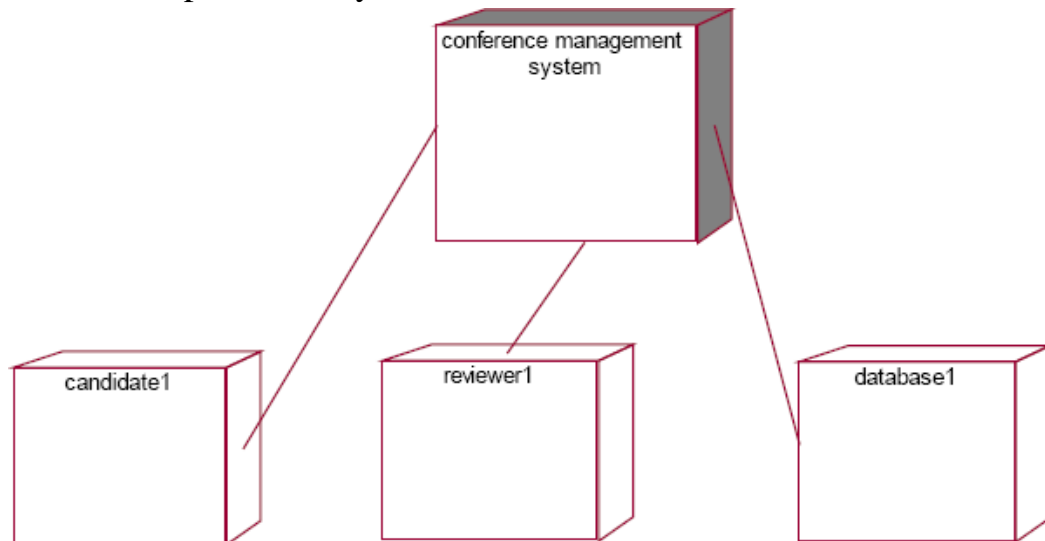 conference management
system
candidate1
reviewer1
database1